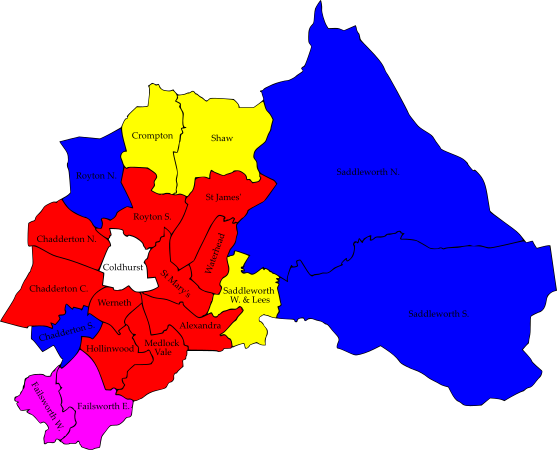 Crompton
Shaw
Royton N.
Saddleworth N.
St James'
Royton S.
Chadderton N.
Waterhead
Coldhurst
St Mary's
Chadderton C.
Saddleworth
W. & Lees
Werneth
Saddleworth S.
Alexandra
Chadderton S.
Medlock
Vale
Hollinwood
Failsworth W.
Failsworth E.